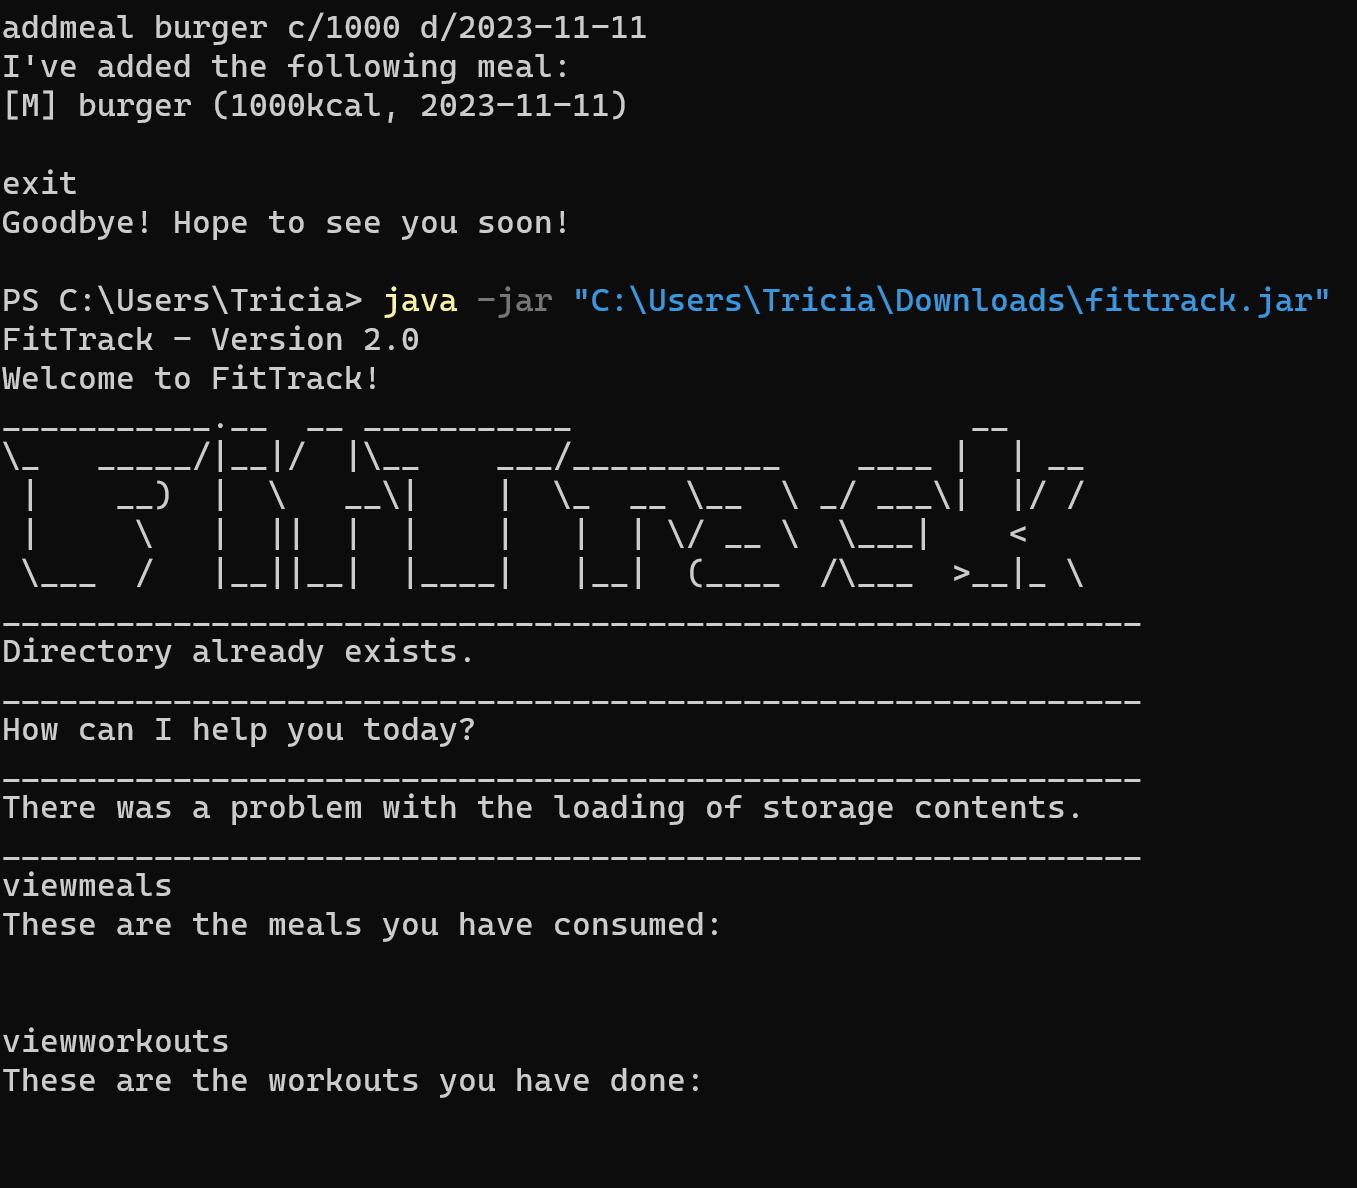 addmeal burger c/1000 d/2023-11-11
I've added the following meal:
[M] burger (1000kcal, 2023-11-11)
exit
Goodbye! Hope to see you soon!
PS C:\Users\Tricia> java -jar "C:\Users\Tricia\Downloads\fittrack.jar"
FitTrack - Version 2.0
Welcome to FitTrack!
___________.__  __ ___________                     __
\_   _____/|__|/  |\__    ___/___________    ____ |  | __
 |    __)  |  \   __\|    |  \_  __ \__  \ _/ ___\|  |/ /
 |     \   |  ||  |  |    |   |  | \/ __ \  \___|    <
 \___  /   |__||__|  |____|   |__|  (____  /\___  >__|_ \
____________________________________________________________
Directory already exists.
____________________________________________________________
How can I help you today?
____________________________________________________________
There was a problem with the loading of storage contents.
____________________________________________________________
viewmeals
These are the meals you have consumed:
viewworkouts
These are the workouts you have done: